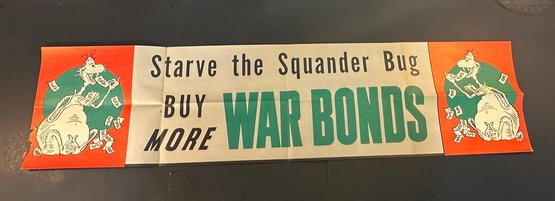 Starve the Squander Bug
BUY
MORE WAR BONDS